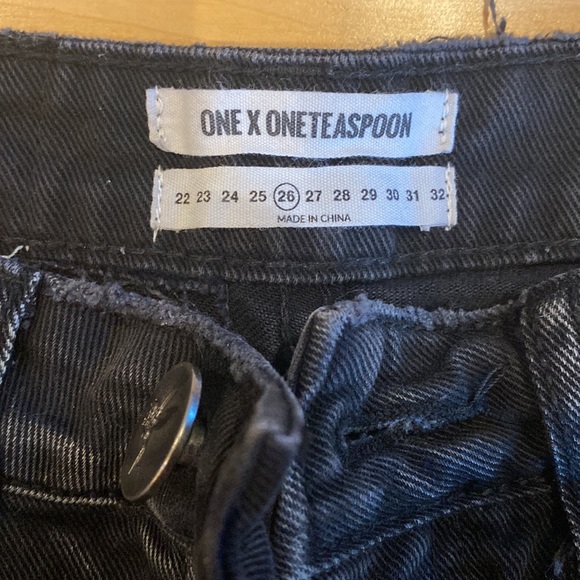 ONE X ONETEASPOON
22 23 24 25 26 27 28 29 30 31 32
MADE IN CHINA